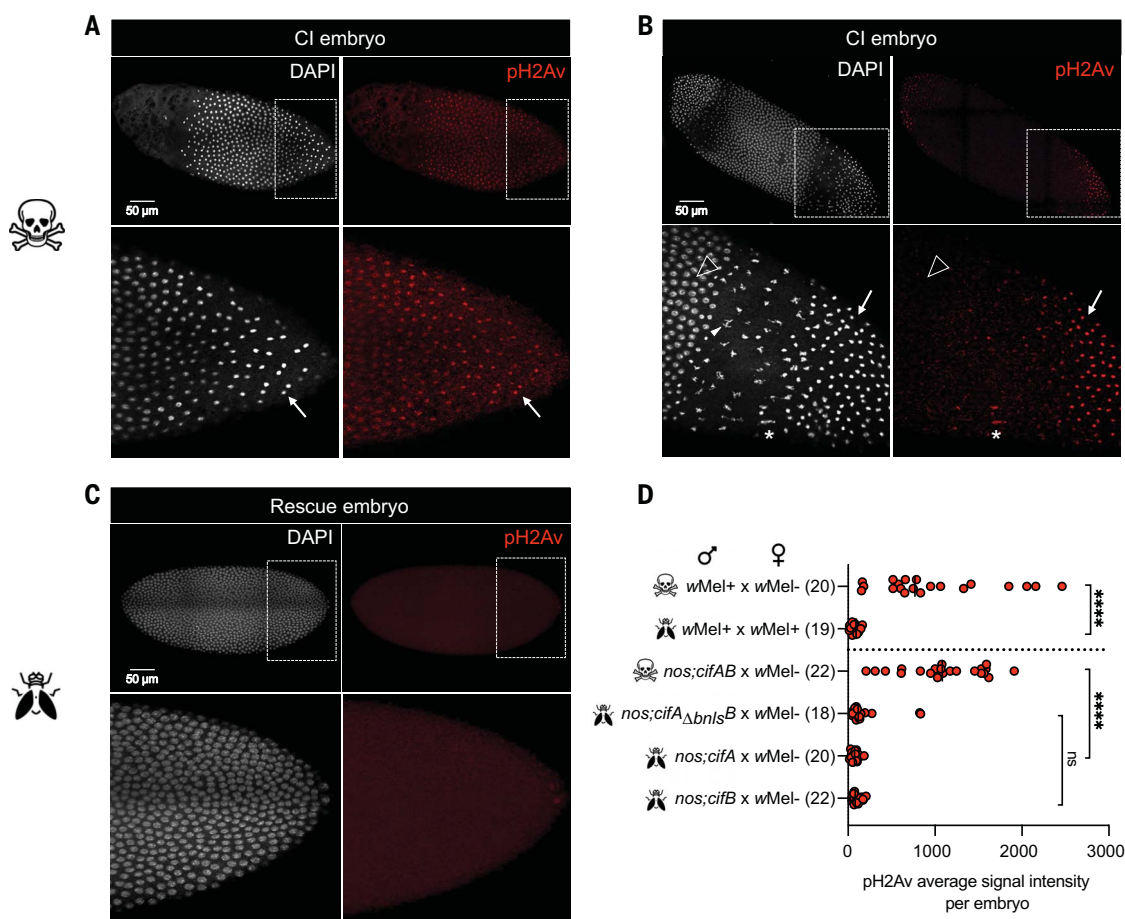 A
CI embryo
DAPI
pH2Av
50 µm
B
CI embryo
DAPI
pH2Av
50 µm
*
*
C
Rescue embryo
DAPI
pH2Av
50 µm
D
♂ ♀
wMel+ x wMel- (20)
wMel+ x wMel+ (19)
nos;cifAB x wMel- (22)
nos;cifAΔbnlsB x wMel- (18)
nos;cifA x wMel- (20)
nos;cifB x wMel- (22)
****
****
ns
0 1000 2000 3000
pH2Av average signal intensity
per embryo